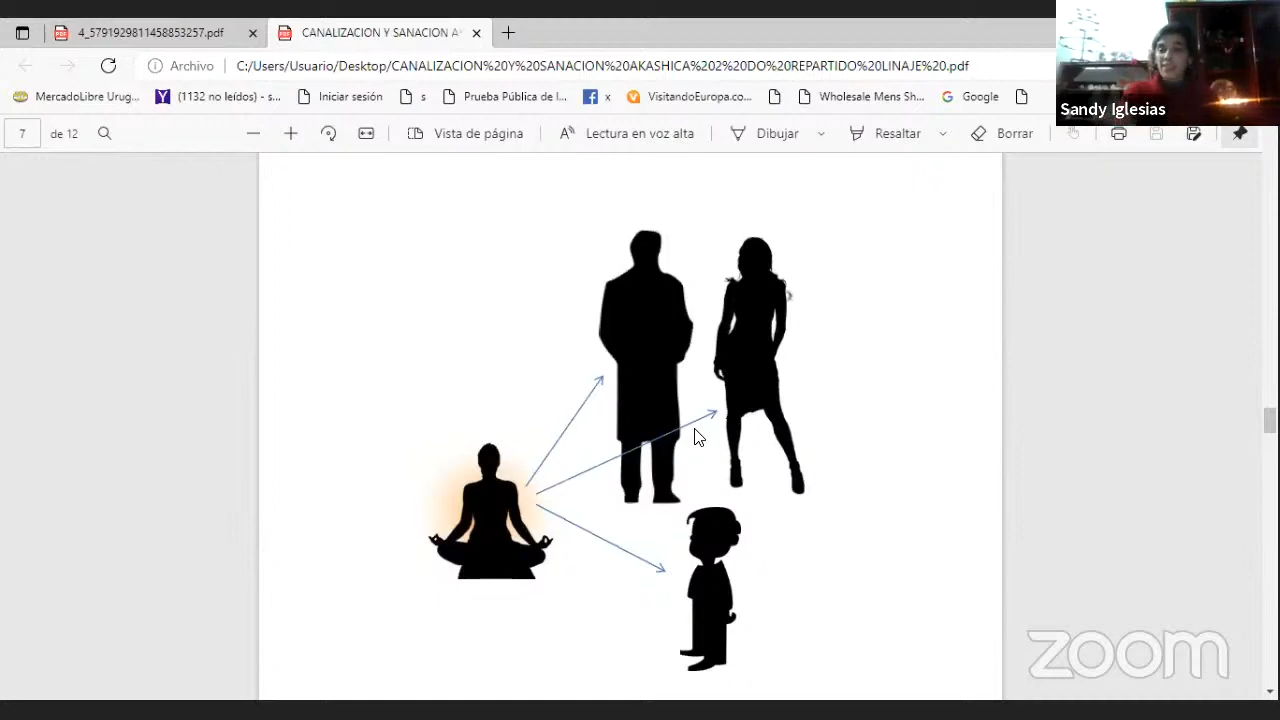 4_5791929811458853257.pdf
CANALIZACION Y SANACION A
Archivo
C:/Users/Usuario/Desktop/CANALIZACION%20Y%20SANACION%20AKASHICA%202%20DO%20REPARTIDO%20LINAJE%20.pdf
MercadoLibre Urug...
(1132 no leídos) - s...
Iniciar sesión
s
Prueba Pública de I...
x
VisitandoEuropa.co...
Wholesale Mens Sh...
Google
Sandy Iglesias
7 de 12
Vista de página
Lectura en voz alta
Dibujar
Resaltar
Borrar
zoom